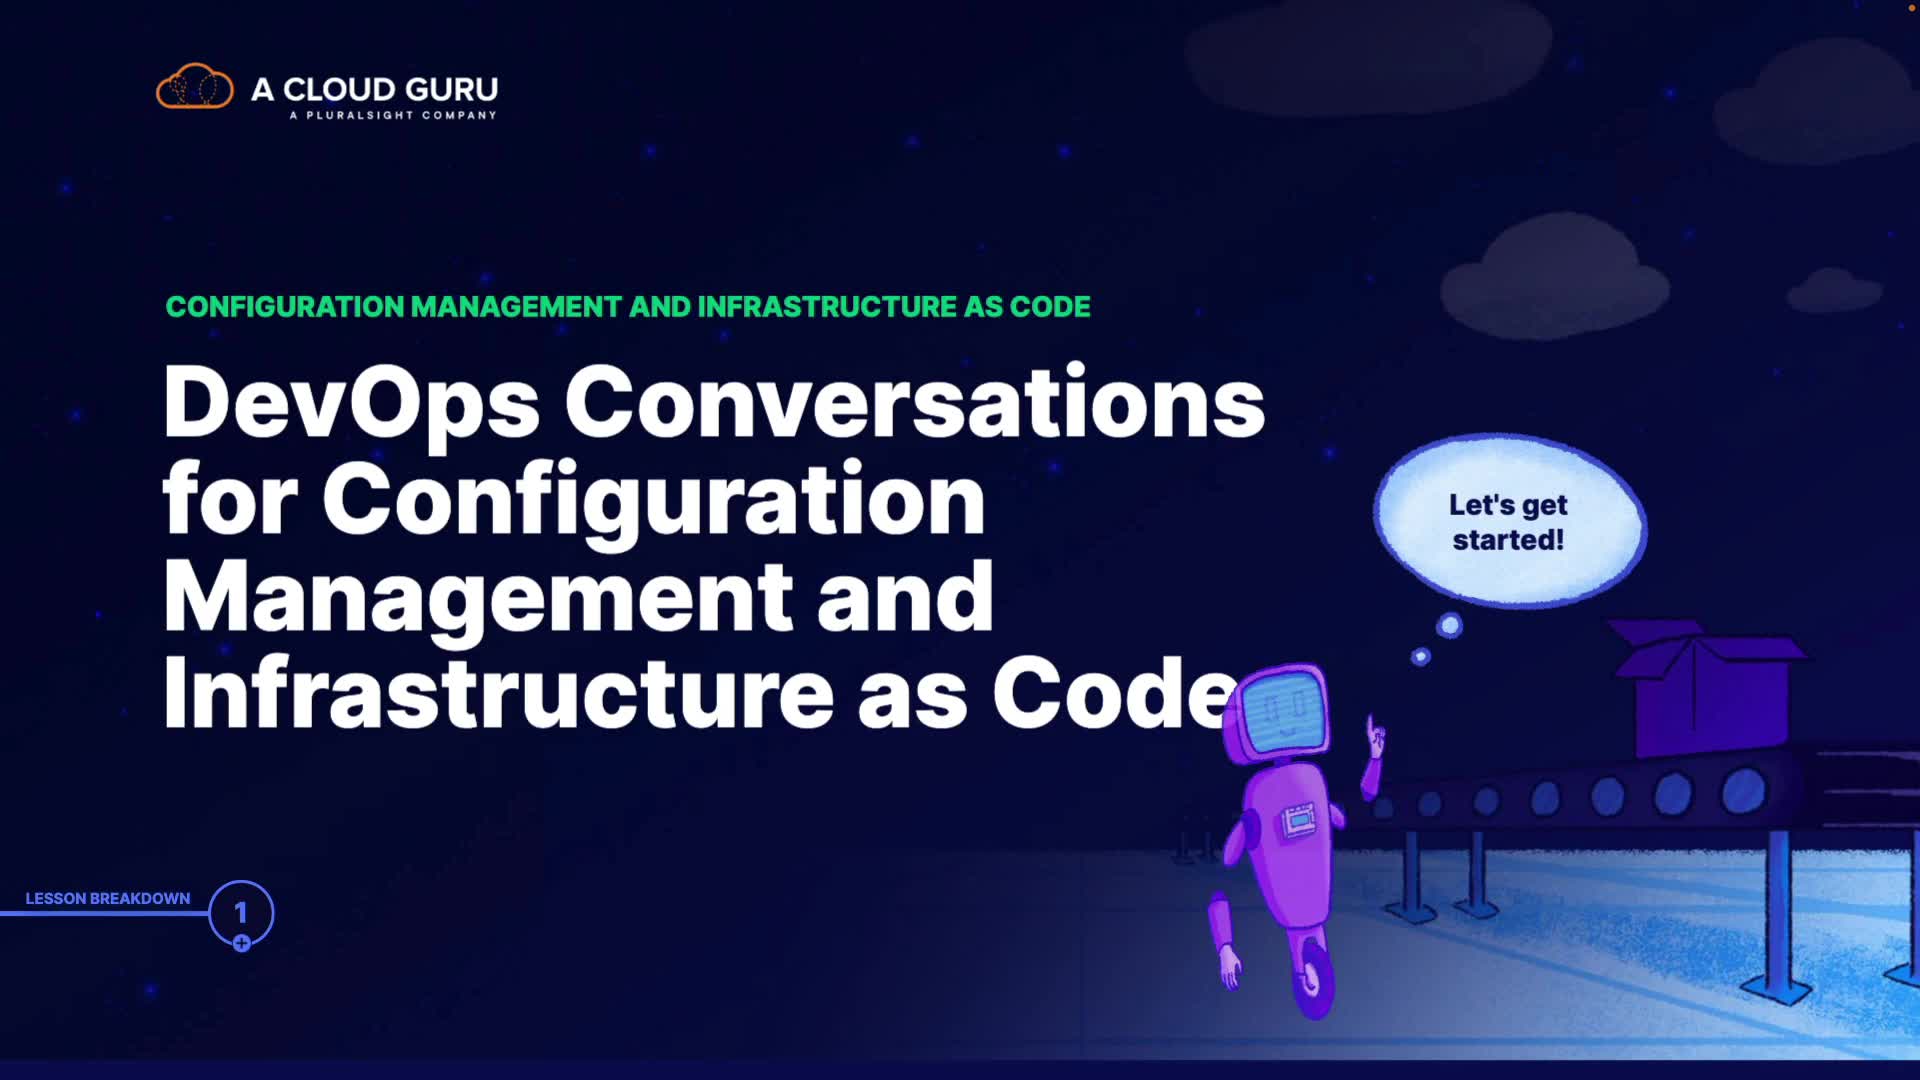 A CLOUD GURU
A PLURALSIGHT COMPANY
CONFIGURATION MANAGEMENT AND INFRASTRUCTURE AS CODE
DevOps Conversations
for Configuration
Management and
Infrastructure as Code
Let's get
started!
LESSON BREAKDOWN
1